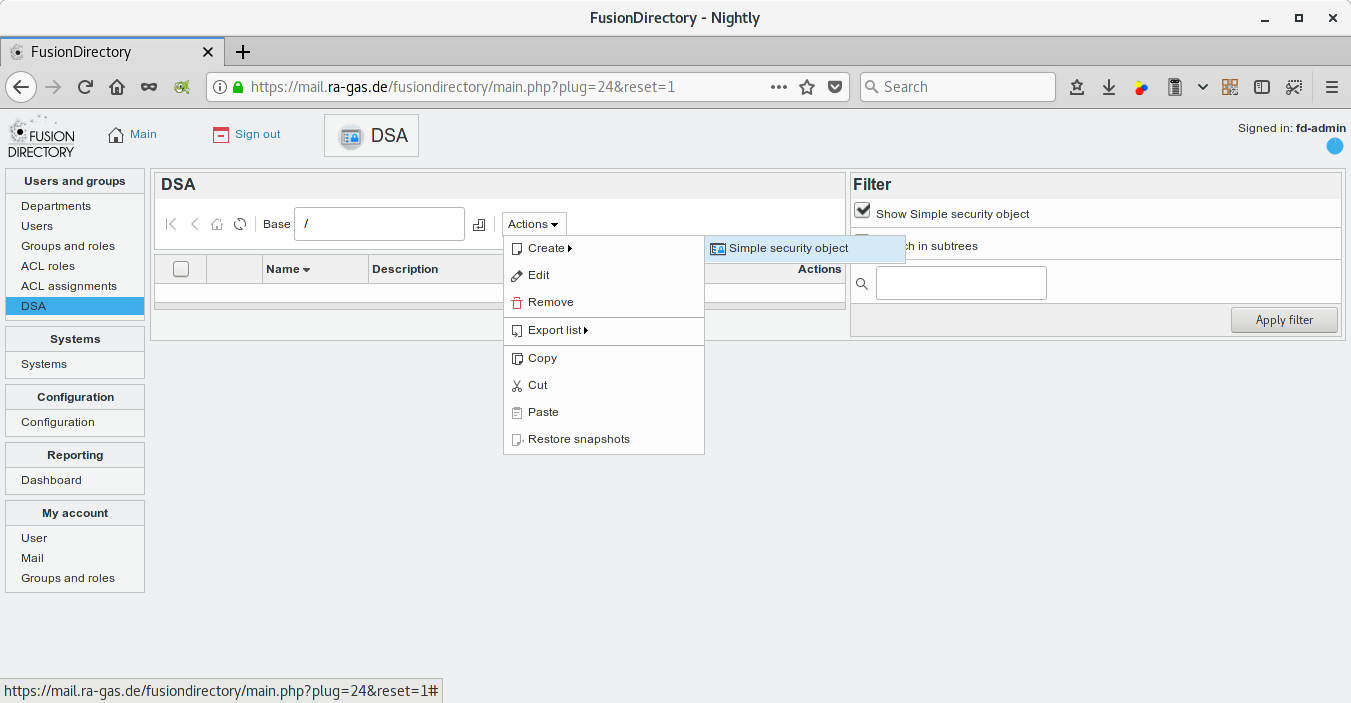 FusionDirectory - Nightly
FusionDirectory
https://mail.ra-gas.de/fusiondirectory/main.php?plug=24&reset=1
Search
FUSION
DIRECTORY
Main
Sign out
DSA
Signed in: fd-admin
Users and groups
Departments
Users
Groups and roles
ACL roles
ACL assignments
DSA
Systems
Systems
Configuration
Configuration
Reporting
Dashboard
My account
User
Mail
Groups and roles
DSA
Base
/
Actions
Name
Description
Actions
Create
Edit
Remove
Export list
Copy
Cut
Paste
Restore snapshots
Simple security object
Filter
Show Simple security object
in subtrees
Apply filter
https://mail.ra-gas.de/fusiondirectory/main.php?plug=24&reset=1#